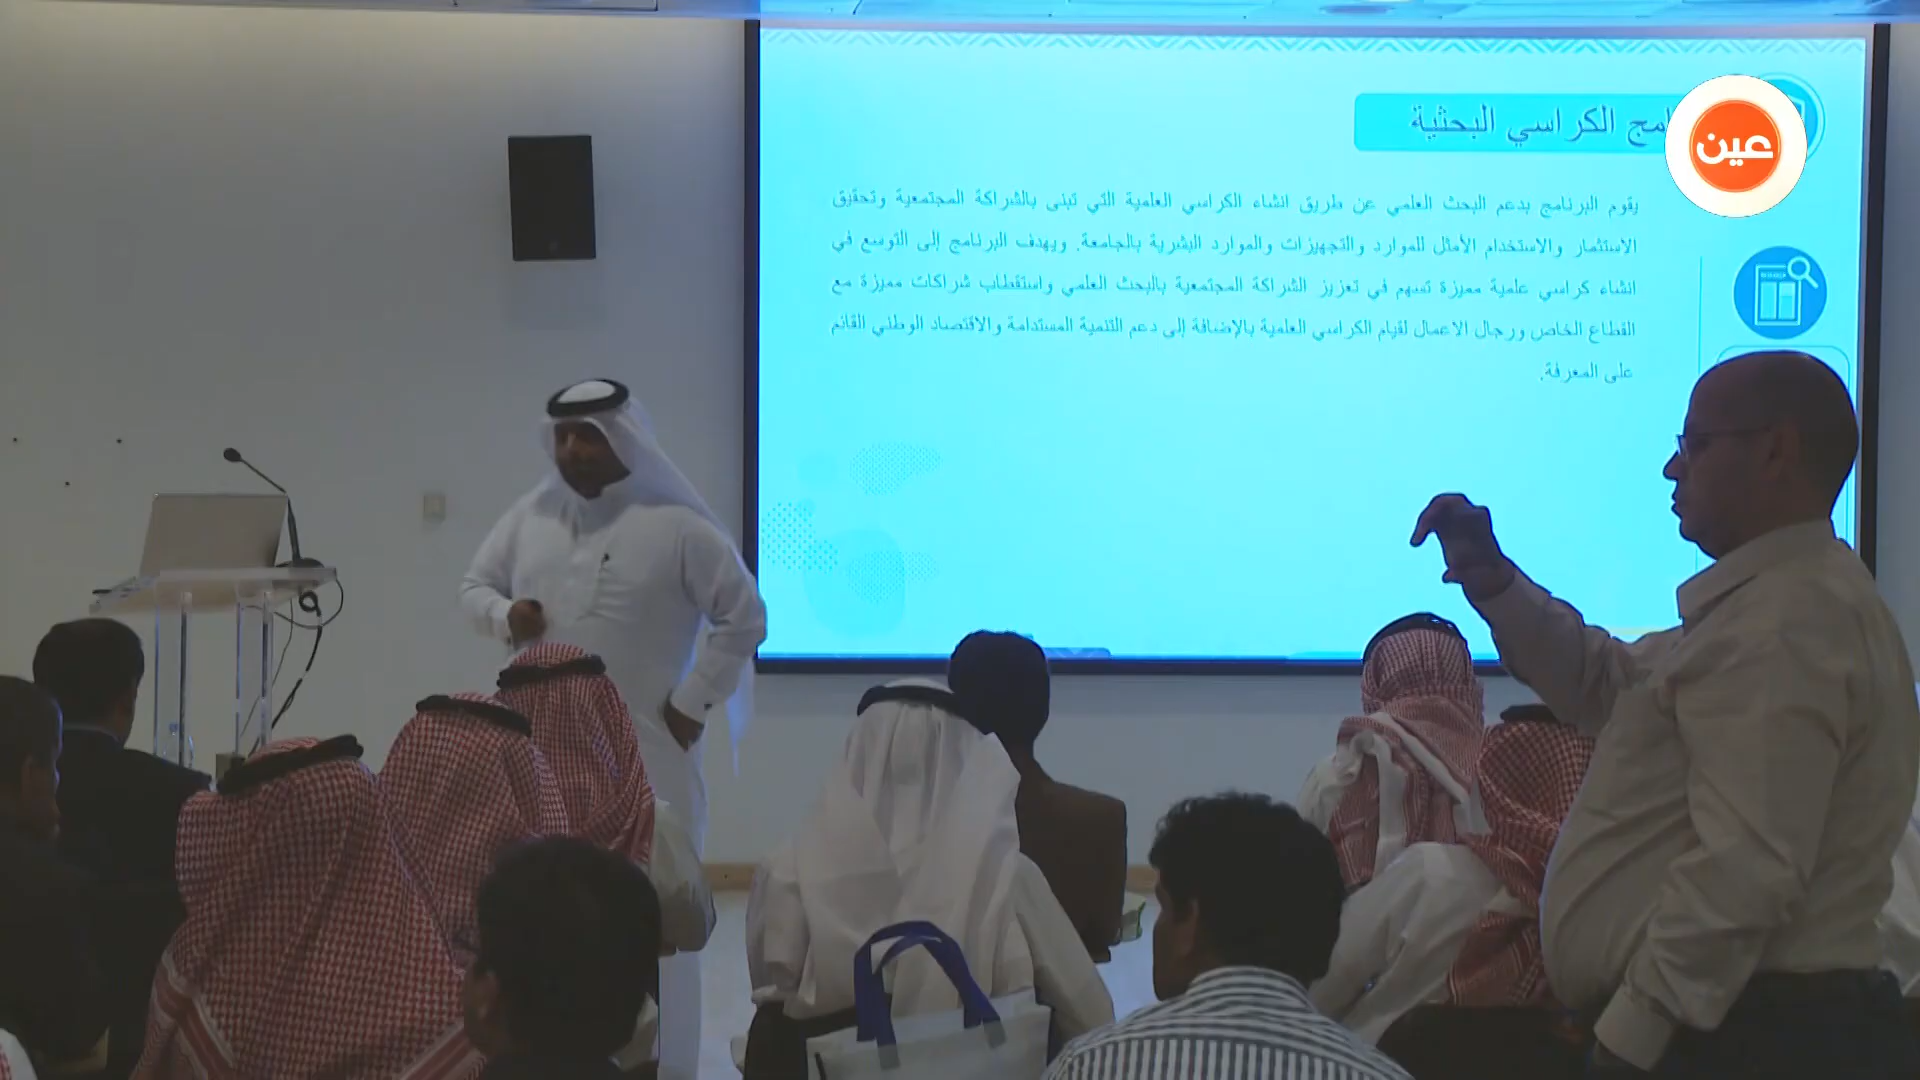 امج الكراسي البحثية
عين
يقوم البرنامج بدعم البحث العلمي عن طريق انشاء الكراسي العلمية التي تبنى بالشراكة المجتمعية وتحقيق
الاستثمار والاستخدام الأمثل للموارد والتجهيزات والموارد البشرية بالجامعة. ويهدف البرنامج إلى التوسع في
انشاء كراسي علمية مميزة تسهم في تعزيز الشراكة المجتمعية بالبحث العلمي واستقطاب شراكات مميزة مع
القطاع الخاص ورجال الاعمال لقيام الكراسي العلمية بالإضافة إلى دعم التنمية المستدامة والاقتصاد الوطني القائم
على المعرفة.